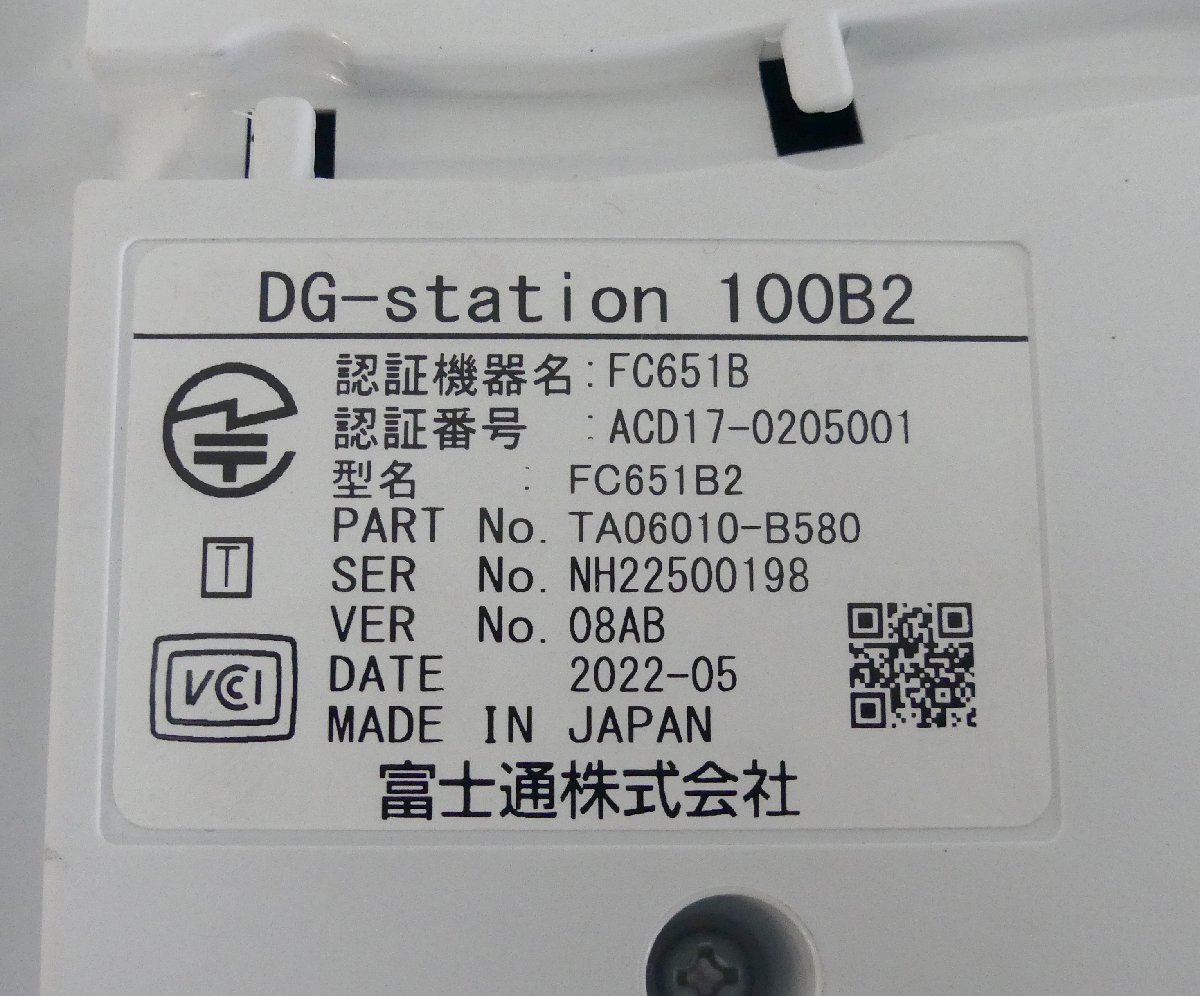 DG-station 100B2
認証機器名:FC651B
認証番号 :ACD17-0205001
型名 : FC651B2
PART No. TA06010-B580
T
SER No. NH22500198
VER No. 08AB
VCCI
DATE 2022-05
MADE IN JAPAN
富士通株式会社